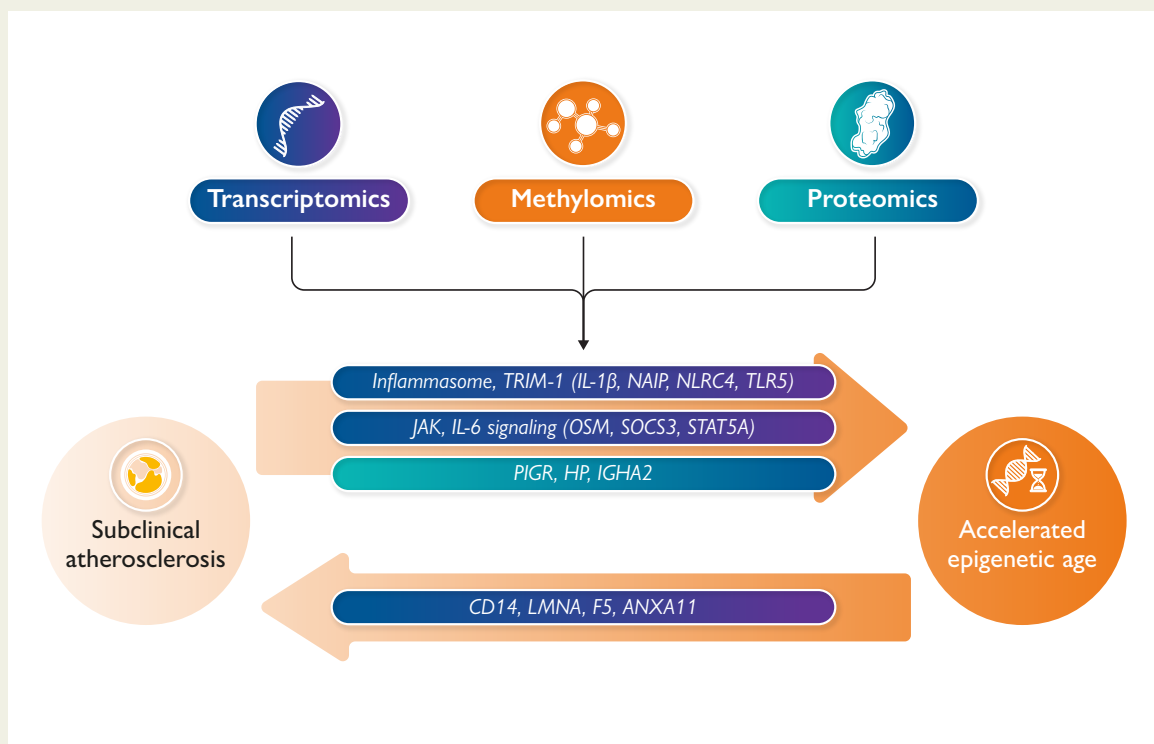 Transcriptomics
Methylomics
Proteomics
Inflammasome, TRIM-1 (IL-1β, NAIP, NLRC4, TLR5)
JAK, IL-6 signaling (OSM, SOCS3, STAT5A)
PIGR, HP, IGHA2
Subclinical
atherosclerosis
Accelerated
epigenetic age
CD14, LMNA, F5, ANXA11